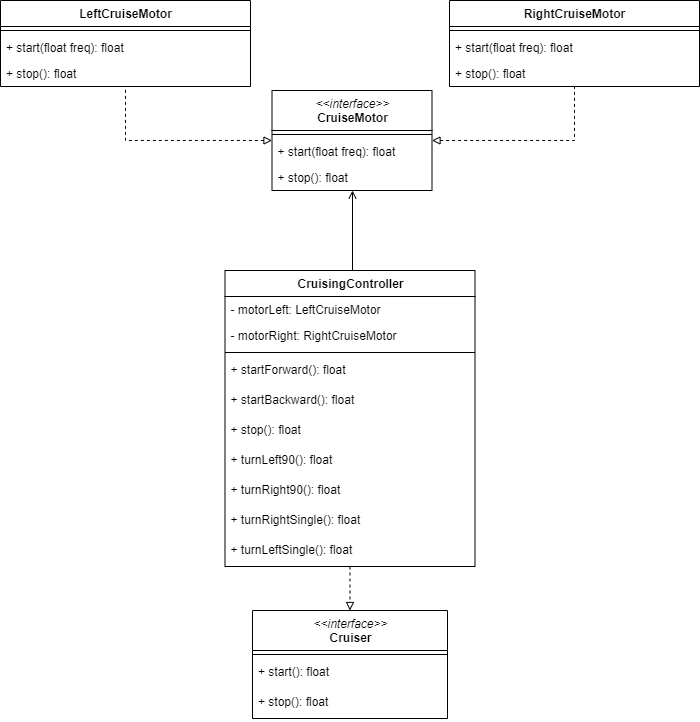 LeftCruiseMotor
+ start(float freq): float
+ stop(): float
RightCruiseMotor
+ start(float freq): float
+ stop(): float
<<interface>>
CruiseMotor
+ start(float freq): float
+ stop(): float
CruisingController
- motorLeft: LeftCruiseMotor
- motorRight: RightCruiseMotor
+ startForward(): float
+ startBackward(): float
+ stop(): float
+ turnLeft90(): float
+ turnRight90(): float
+ turnRightSingle(): float
+ turnLeftSingle(): float
<<interface>>
Cruiser
+ start(): float
+ stop(): float